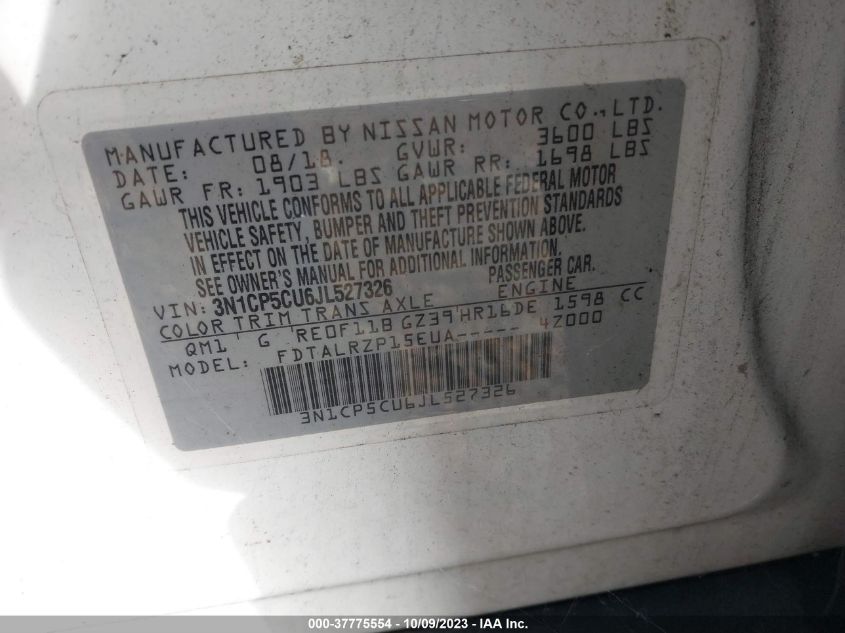 MANUFACTURED BY NISSAN MOTOR CO.,LTD.
DATE: 08/18 GVWR: 3600 LBS
GAWR FR: 1903 LBS GAWR RR: 1698 LBS
THIS VEHICLE CONFORMS TO ALL APPLICABLE FEDERAL MOTOR
VEHICLE SAFETY, BUMPER AND THEFT PREVENTION STANDARDS
IN EFFECT ON THE DATE OF MANUFACTURE SHOWN ABOVE.
SEE OWNER'S MANUAL FOR ADDITIONAL INFORMATION.
VIN: 3N1CP5CU6JL527326 PASSENGER CAR.
COLOR TRIM TRANS AXLE ENGINE
QM1 G RE0F11B GZ39 HR16DE 1598 CC
MODEL: FDTALRZP15EUA----- 4Z000
3N1CP5CU6JL527326
000-37775554 - 10/09/2023 - IAA Inc.